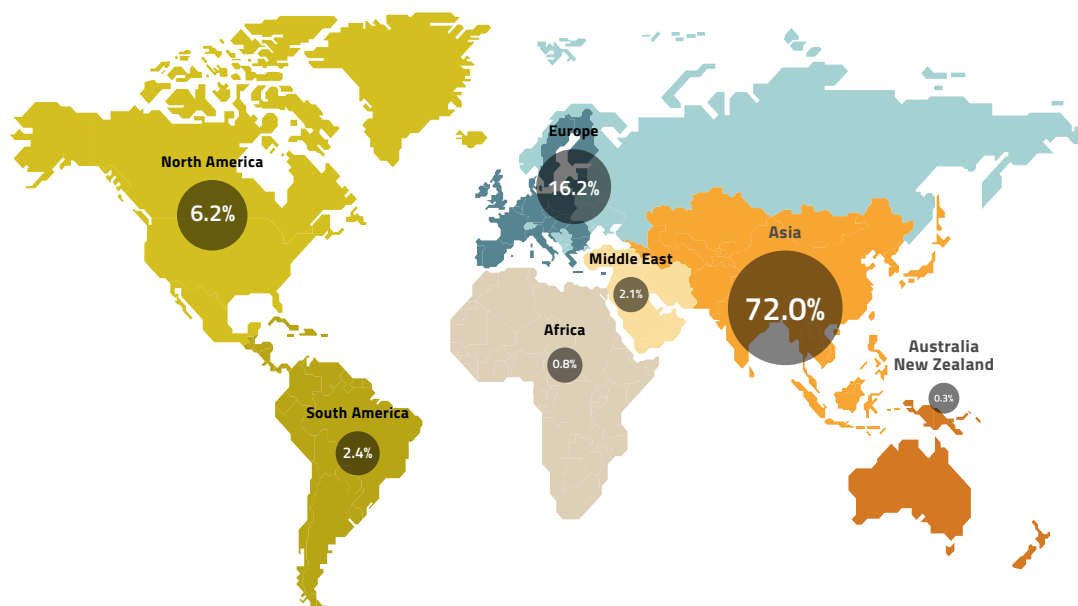 Europe
16.2%
North America
6.2%
Asia
72.0%
Middle East
2.1%
Africa
0.8%
Australia
New Zealand
0.3%
South America
2.4%